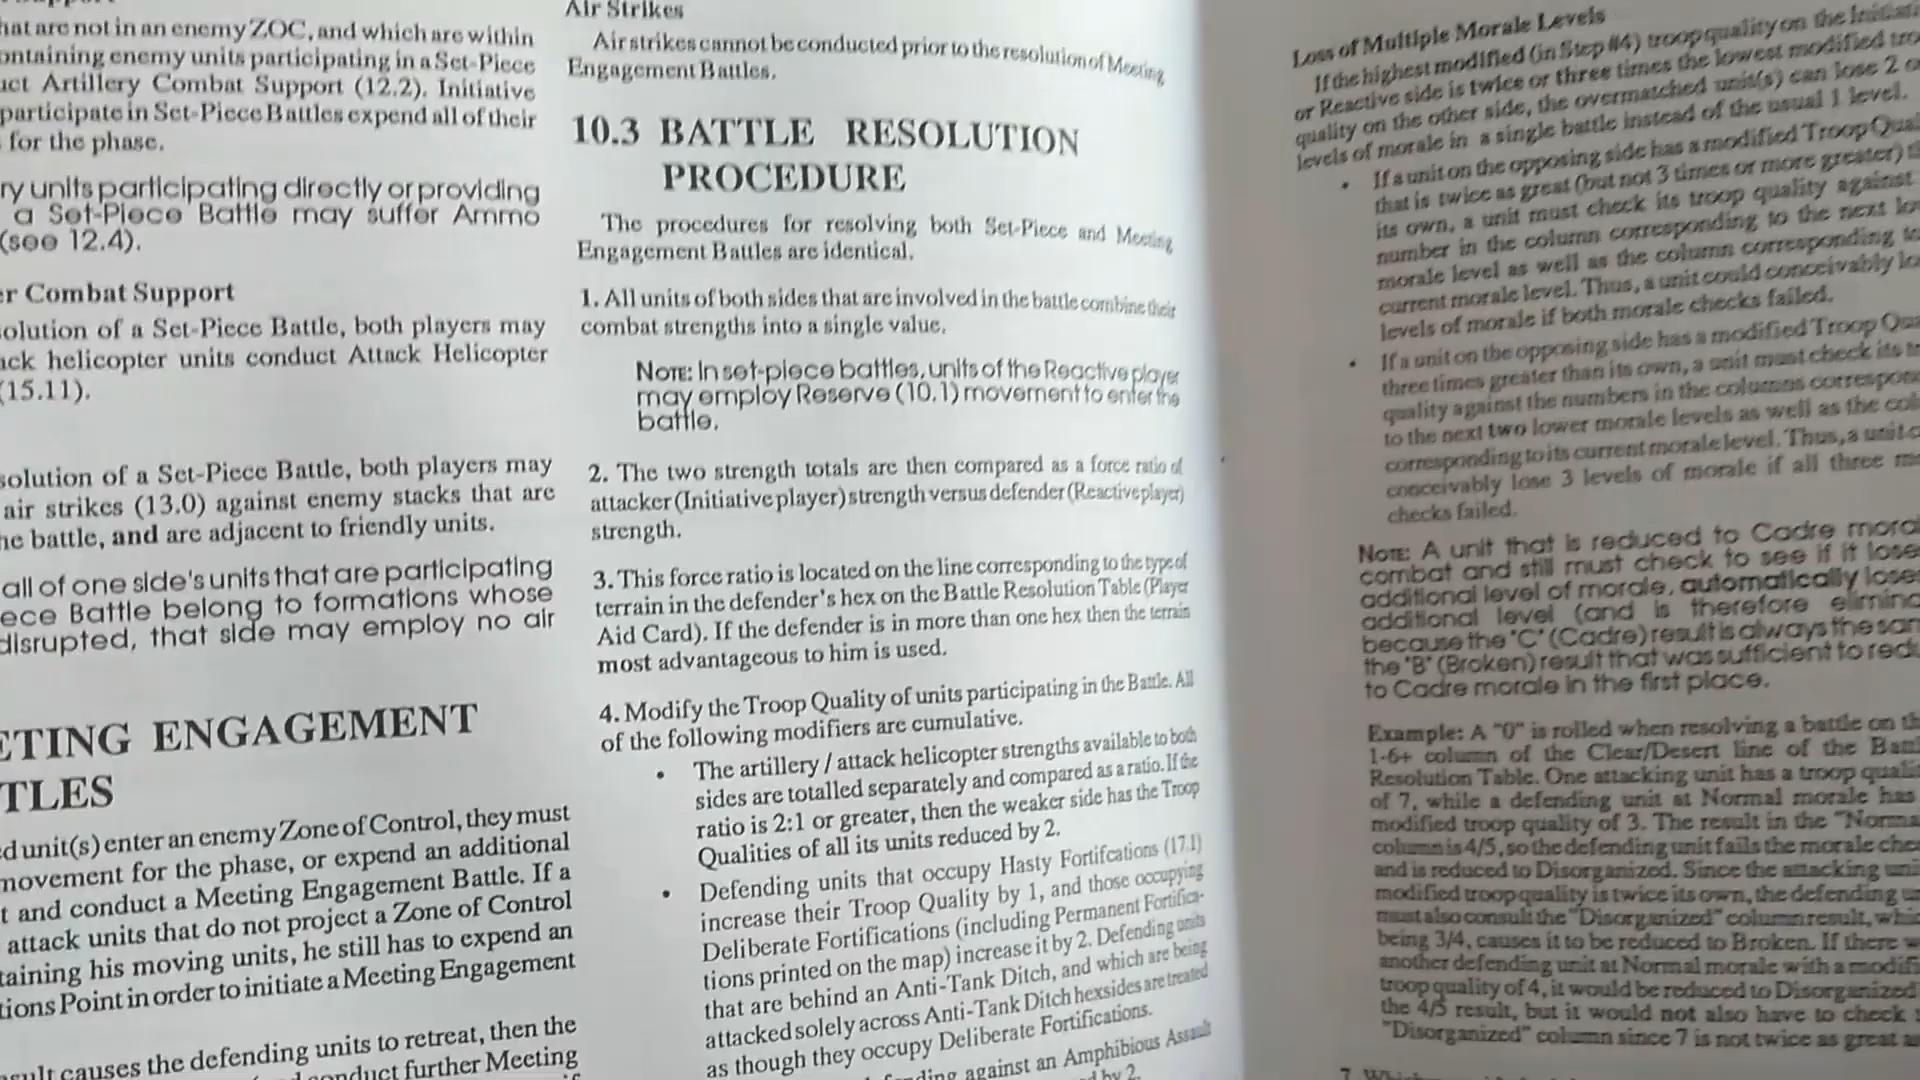 hat are not in an enemy ZOC, and which are within
ontaining enemy units participating in a Set-Piece
uct Artillery Combat Support (12.2). Initiative
participate in Set-Piece Battles expend all of their
for the phase.
ry units participating directly or providing
a Set-Piece Battle may suffer Ammo
(see 12.4).
er Combat Support
solution of a Set-Piece Battle, both players may
ack helicopter units conduct Attack Helicopter
(15.11).
solution of a Set-Piece Battle, both players may
air strikes (13.0) against enemy stacks that are
he battle, and are adjacent to friendly units.
all of one side's units that are participating
ece Battle belong to formations whose
disrupted, that side may employ no air
ETING ENGAGEMENT
TLES
d unit(s) enter an enemy Zone of Control, they must
movement for the phase, or expend an additional
t and conduct a Meeting Engagement Battle. If a
attack units that do not project a Zone of Control
taining his moving units, he still has to expend an
tions Point in order to initiate a Meeting Engagement
sult causes the defending units to retreat, then the
conduct further Meeting
Air Strikes
Air strikes cannot be conducted prior to the resolution of Meeting
Engagement Battles.
10.3 BATTLE RESOLUTION
PROCEDURE
The procedures for resolving both Set-Piece and Meeting
Engagement Battles are identical.
1. All units of both sides that are involved in the battle combine their
combat strengths into a single value.
NOTE: In set-piece battles, units of the Reactive player
may employ Reserve (10.1) movement to enter the
battle.
2. The two strength totals are then compared as a force ratio of
attacker (Initiative player) strength versus defender (Reactive player)
strength.
3. This force ratio is located on the line corresponding to the type of
terrain in the defender's hex on the Battle Resolution Table (Player
Aid Card). If the defender is in more than one hex then the terrain
most advantageous to him is used.
4. Modify the Troop Quality of units participating in the Battle. All
of the following modifiers are cumulative.
• The artillery / attack helicopter strengths available to both
sides are totalled separately and compared as a ratio. If the
ratio is 2:1 or greater, then the weaker side has the Troop
Qualities of all its units reduced by 2.
• Defending units that occupy Hasty Fortifcations (17.1)
increase their Troop Quality by 1, and those occupying
Deliberate Fortifications (including Permanent Fortifica-
tions printed on the map) increase it by 2. Defending units
that are behind an Anti-Tank Ditch, and which are being
attacked solely across Anti-Tank Ditch hexsides are treated
as though they occupy Deliberate Fortifications.
against an Amphibious Assault
by 2.
Loss of Multiple Morale Levels
If the highest modified (in Step #4) troop quality on the Initiati
or Reactive side is twice or three times the lowest modified tro
quality on the other side, the overmatched unit(s) can lose 2 o
levels of morale in a single battle instead of the usual 1 level.
• If a unit on the opposing side has a modified Troop Qual
that is twice as great (but not 3 times or more greater) t
its own, a unit must check its troop quality against
number in the column corresponding to the next lo
morale level as well as the column corresponding to
current morale level. Thus, a unit could conceivably lo
levels of morale if both morale checks failed.
• If a unit on the opposing side has a modified Troop Qua
three times greater than its own, a unit must check its t
quality against the numbers in the columns correspon
to the next two lower morale levels as well as the col
corresponding to its current morale level. Thus, a unit c
conceivably lose 3 levels of morale if all three mo
checks failed.
NOTE: A unit that is reduced to Cadre moral
combat and still must check to see if it lose
additional level of morale, automatically loses
additional level (and is therefore elimina
because the "C" (Cadre) result is always the sam
the "B" (Broken) result that was sufficient to redu
to Cadre morale in the first place.
Example: A "0" is rolled when resolving a battle on th
1-6+ column of the Clear/Desert line of the Batt
Resolution Table. One attacking unit has a troop quali
of 7, while a defending unit at Normal morale has
modified troop quality of 3. The result in the "Norma
column is 4/5, so the defending unit fails the morale che
and is reduced to Disorganized. Since the attacking uni
modified troop quality is twice its own, the defending u
must also consult the "Disorganized" column result, whic
being 3/4, causes it to be reduced to Broken. If there w
another defending unit at Normal morale with a modifi
troop quality of 4, it would be reduced to Disorganized
the 4/5 result, but it would not also have to check
"Disorganized" column since 7 is not twice as great as